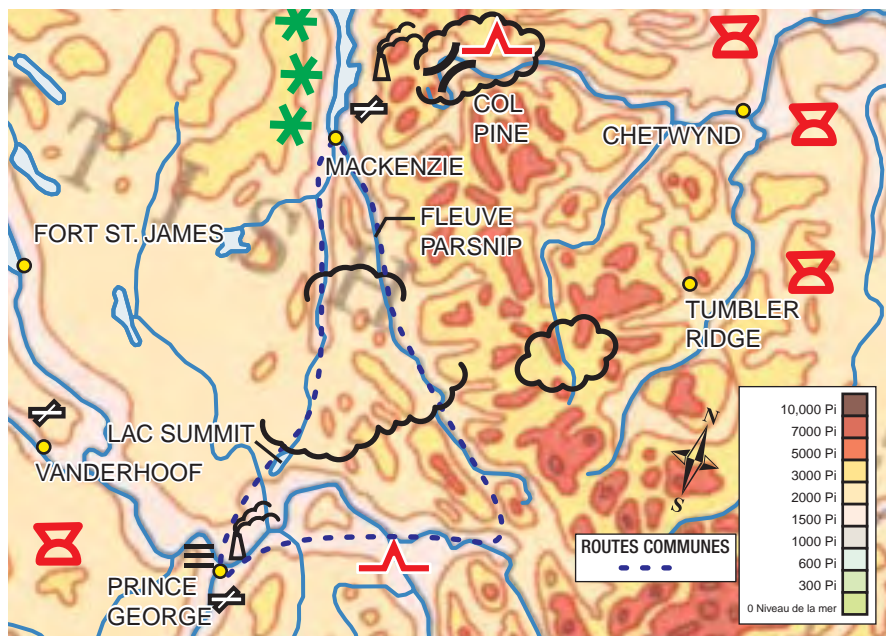 COL
PINE
CHETWYND
MACKENZIE
FLEUVE
PARSNIP
FORT ST. JAMES
TUMBLER
RIDGE
LAC SUMMIT
VANDERHOOF
PRINCE
GEORGE
N
S
ROUTES COMMUNES
10,000 Pi
7000 Pi
5000 Pi
3000 Pi
2000 Pi
1500 Pi
1000 Pi
600 Pi
300 Pi
0 Niveau de la mer